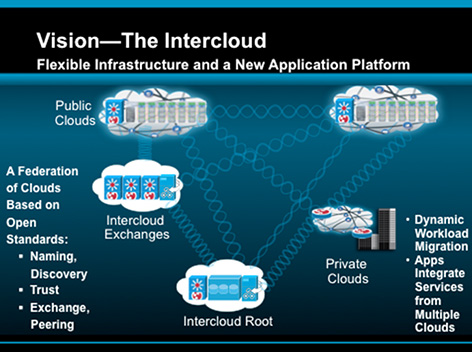 Vision—The Intercloud
Flexible Infrastructure and a New Application Platform
Public
Clouds
A Federation
of Clouds
Based on
Open
Standards:
▪ Naming,
Discovery
▪ Trust
▪ Exchange,
Peering
Intercloud
Exchanges
Intercloud Root
Private
Clouds
• Dynamic
Workload
Migration
• Apps
Integrate
Services
from
Multiple
Clouds